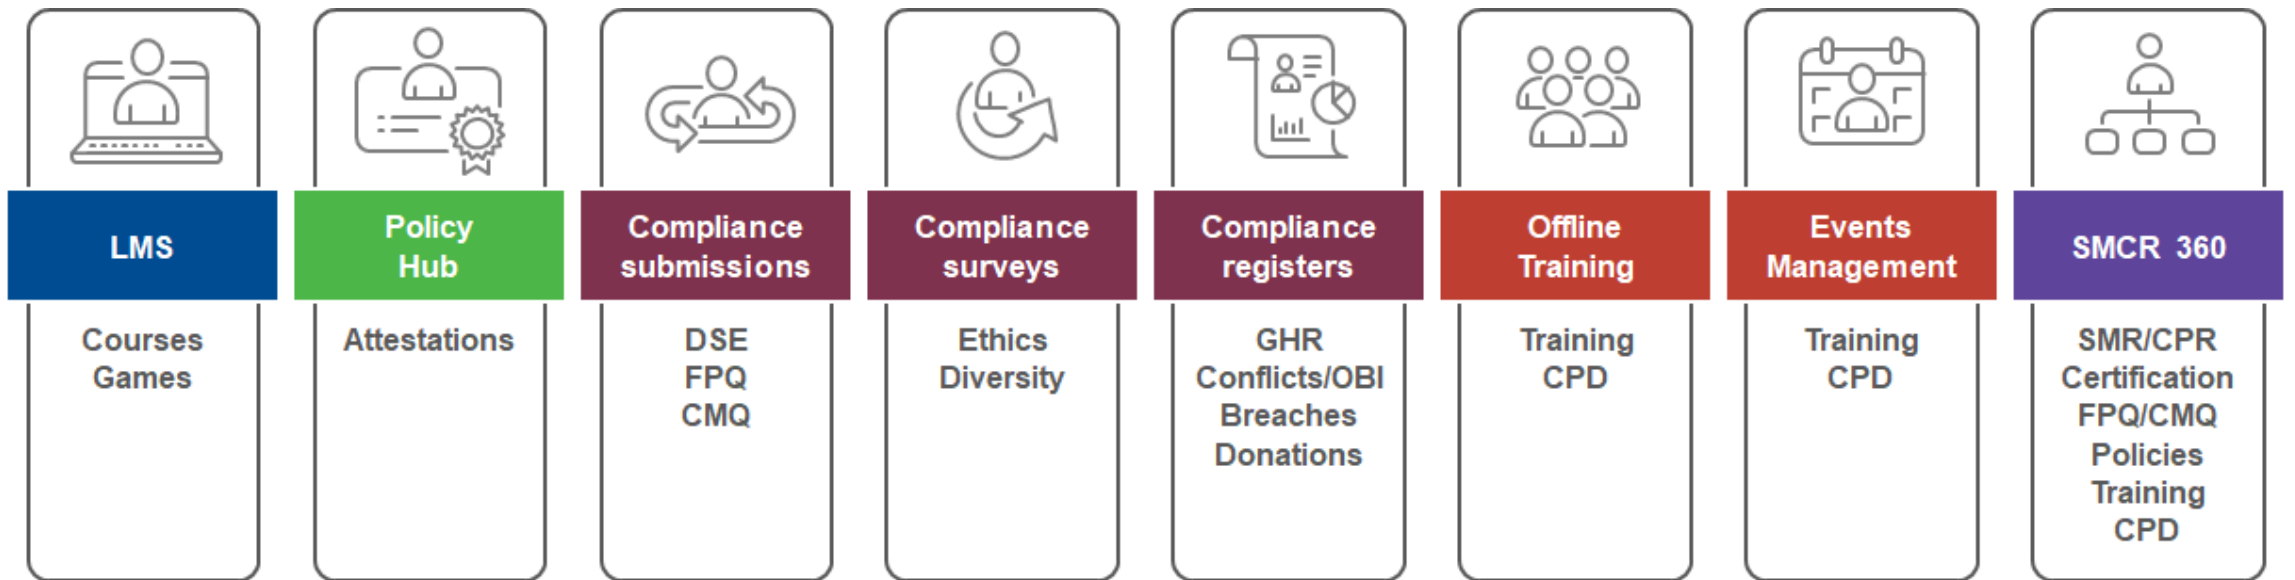 LMS
Courses
Games
Policy
Hub
Attestations
Compliance
submissions
DSE
FPQ
CMQ
Compliance
surveys
Ethics
Diversity
Compliance
registers
GHR
Conflicts/OBI
Breaches
Donations
Offline
Training
Training
CPD
Events
Management
Training
CPD
SMCR 360
SMR/CPR
Certification
FPQ/CMQ
Policies
Training
CPD